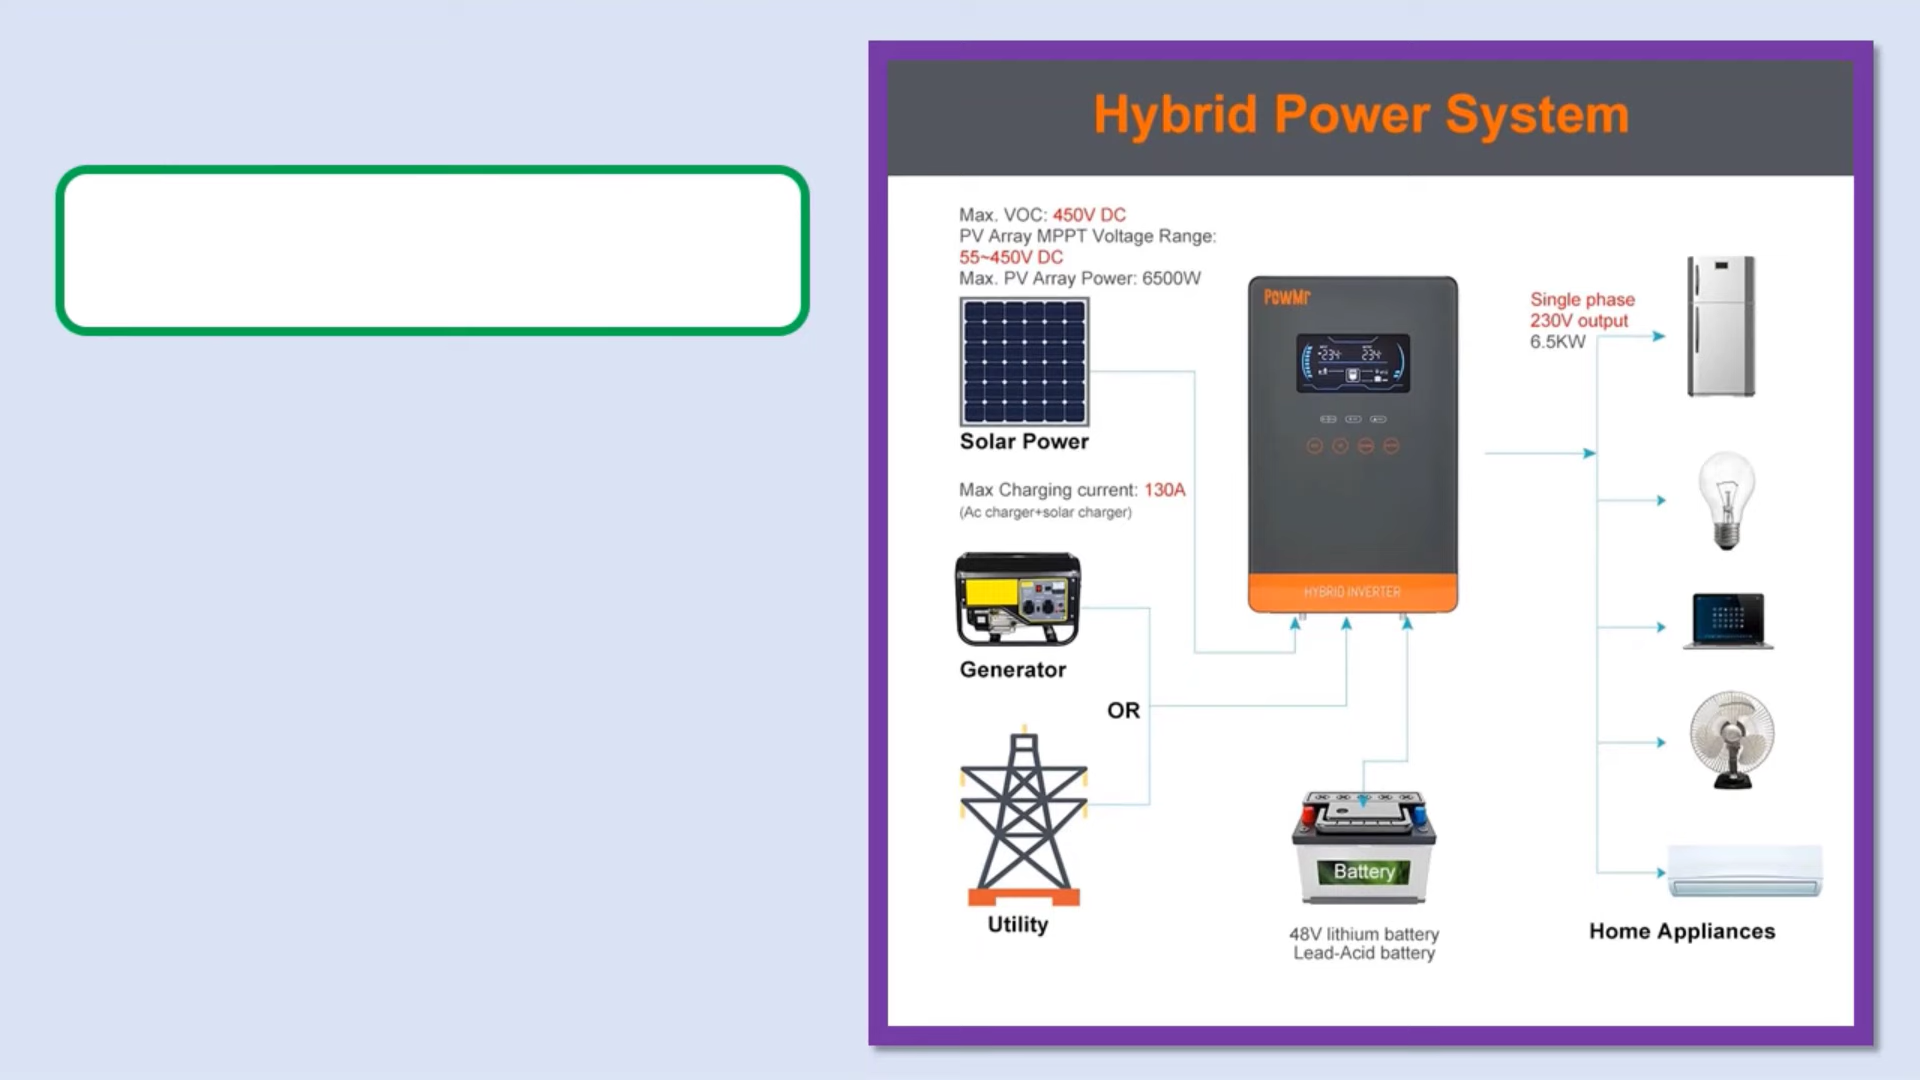 Hybrid Power System
Max. VOC: 450V DC
PV Array MPPT Voltage Range:
55~450V DC
Max. PV Array Power: 6500W
Solar Power
Max Charging current: 130A
(Ac charger+solar charger)
Generator
OR
Utility
PowMr
234
234
HYBRID INVERTER
Battery
48V lithium battery
Lead-Acid battery
Single phase
230V output
6.5KW
Home Appliances